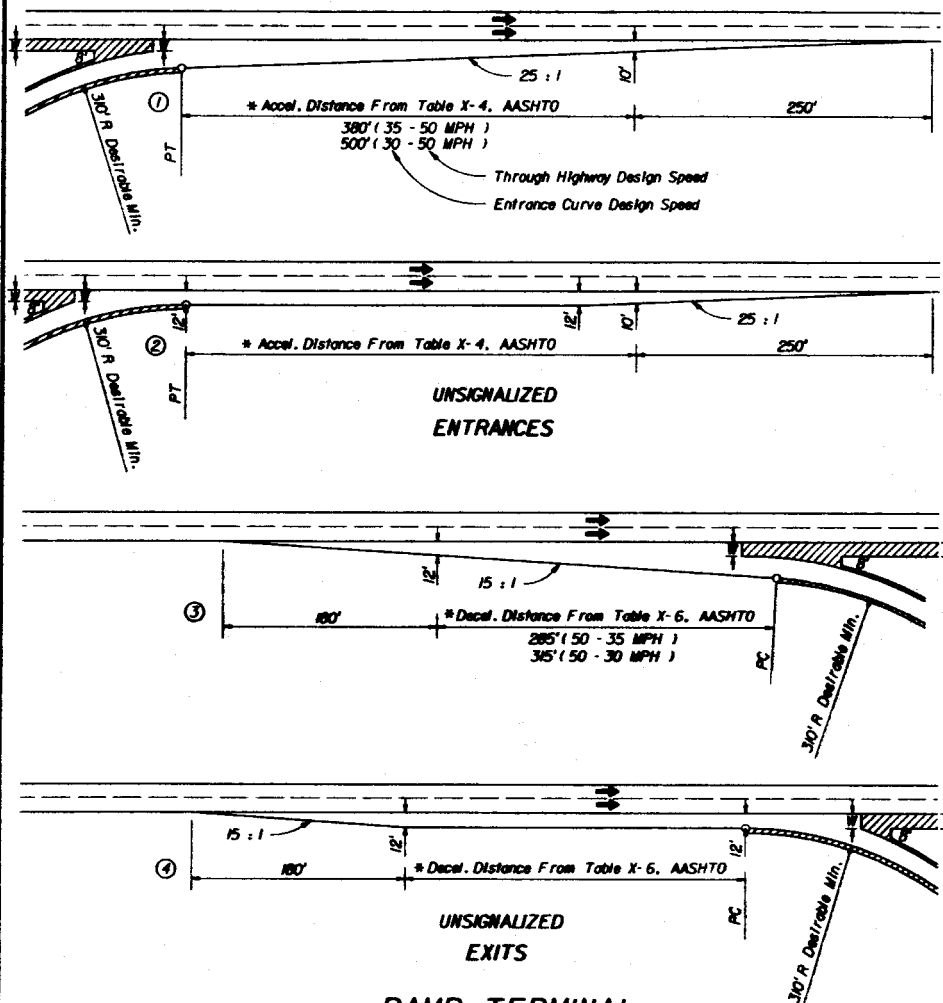 8'
25 : 1
10'
310' R Desirable Min.
①
* Accel. Distance From Table X-4, AASHTO
250'
380' ( 35 - 50 MPH )
500' ( 30 - 50 MPH )
PT
Through Highway Design Speed
Entrance Curve Design Speed
8'
12'
12'
10'
25 : 1
310' R Desirable Min.
②
* Accel. Distance From Table X-4, AASHTO
250'
PT
UNSIGNALIZED
ENTRANCES
12'
15 : 1
8'
③
180'
* Decel. Distance From Table X-6, AASHTO
285' ( 50 - 35 MPH )
315' ( 50 - 30 MPH )
PC
310' R Desirable Min.
15 : 1
12'
12'
8'
④
180'
* Decel. Distance From Table X-6, AASHTO
PC
310' R Desirable Min.
UNSIGNALIZED
EXITS
RAMP TERMINAL